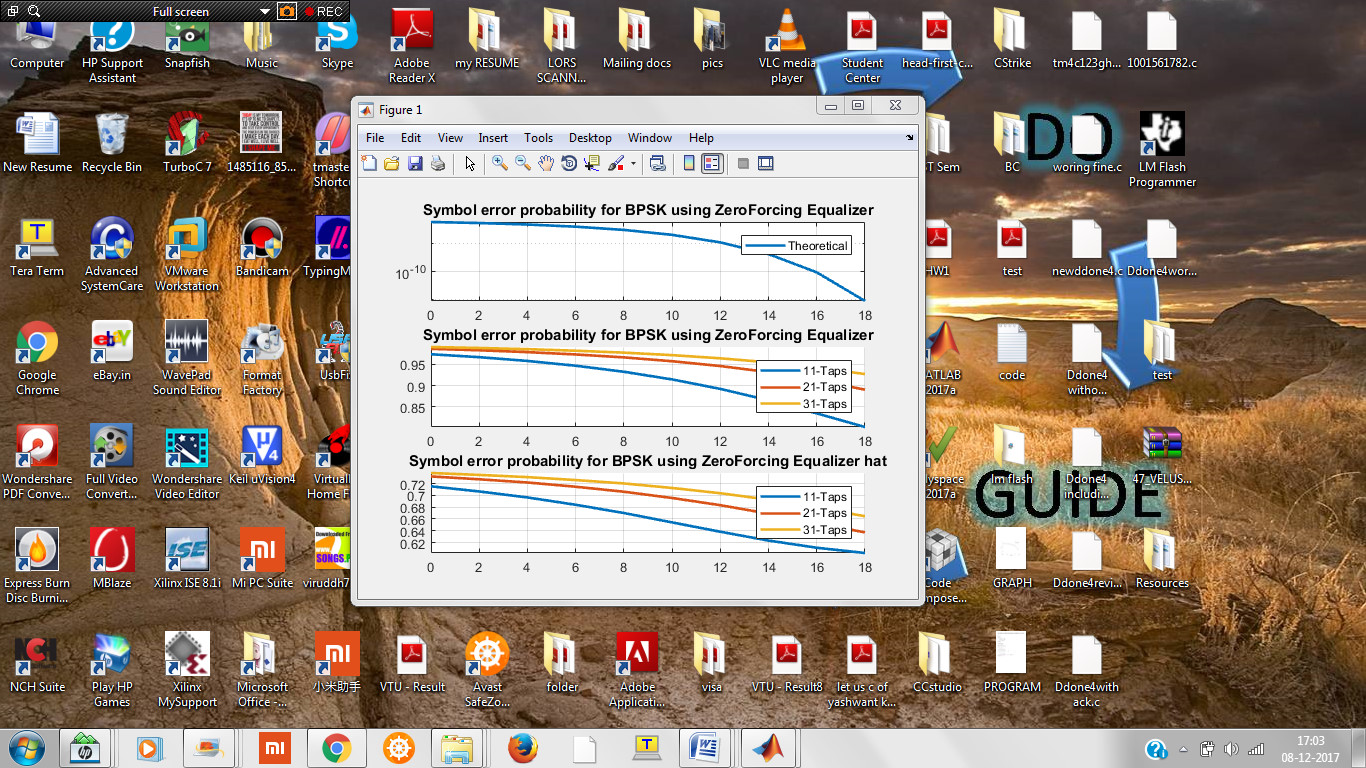 Full screen
REC
Computer
HP Support Assistant
Snapfish
Music
Skype
Adobe Reader X
my RESUME
LORS SCANN...
Mailing docs
pics
VLC media player
Student Center
head-first-c...
CStrike
tm4c123gh...
1001561782.c
Figure 1
File Edit View Insert Tools Desktop Window Help
New Resume
Recycle Bin
TurboC 7
1485116_85...
DO
BC
woring fine.c
LM Flash Programmer
Symbol error probability for BPSK using ZeroForcing Equalizer
Theoretical
10^-10
0 2 4 6 8 10 12 14 16 18
Tera Term
Advanced SystemCare
VMware Workstation
Bandicam
test
newddone4.c
Ddone4wor...
Symbol error probability for BPSK using ZeroForcing Equalizer
0.95
0.9
0.85
11-Taps
21-Taps
31-Taps
0 2 4 6 8 10 12 14 16 18
Google Chrome
eBay.in
WavePad Sound Editor
Format Factory
2017a
code
Ddone4 witho...
test
Symbol error probability for BPSK using ZeroForcing Equalizer hat
0.72
0.7
0.68
0.66
0.64
0.62
11-Taps
21-Taps
31-Taps
0 2 4 6 8 10 12 14 16 18
Wondershare PDF Conve...
Full Video Convert...
Wondershare Video Editor
Keil uVision4
2017a
GUIDE
lm flash
Ddone4 includi...
47_VELUS...
Express Burn Disc Burni...
MBlaze
ISE
Xilinx ISE 8.1i
Mi PC Suite
viruddh7
GRAPH
Ddone4revi...
Resources
NCH
NCH Suite
Play HP Games
Xilinx MySupport
Microsoft Office -...
小米助手
VTU - Result
Avast SafeZo...
folder
Adobe Applicati...
visa
VTU - Result8
let us c of yashwant k...
CCstudio
PROGRAM
Ddone4with ack.c
17:03
08-12-2017